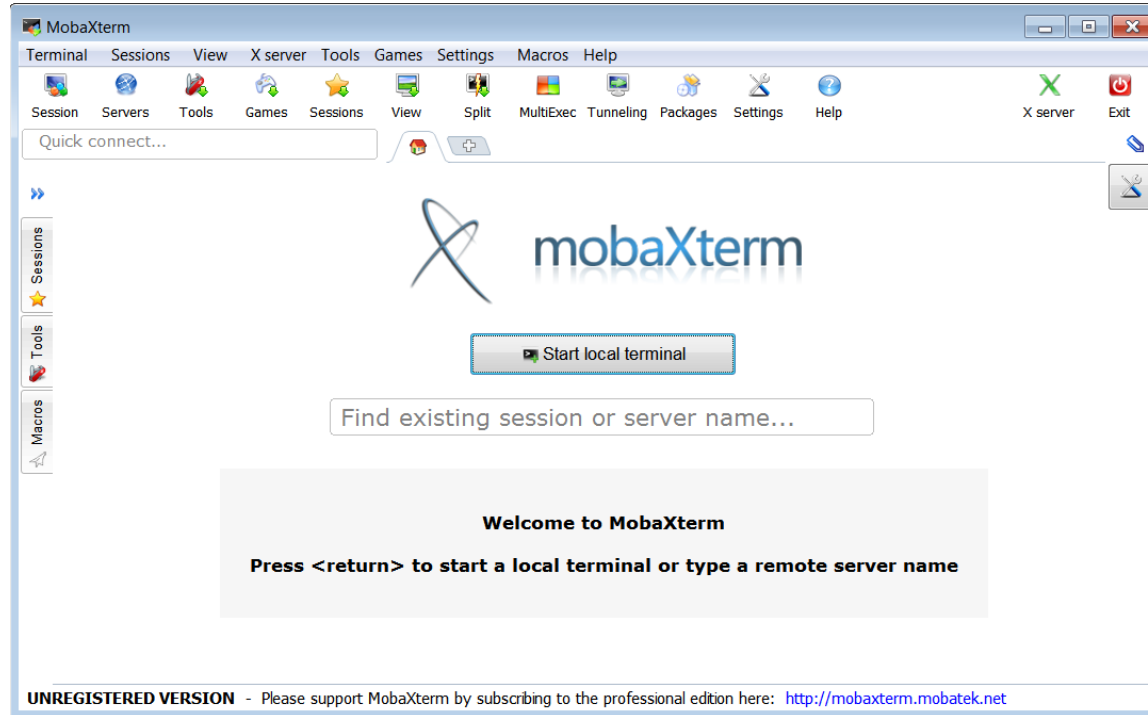 MobaXterm
Terminal Sessions View X server Tools Games Settings Macros Help
Session Servers Tools Games Sessions View Split MultiExec Tunneling Packages Settings Help X server Exit
Quick connect...
Sessions
Tools
Macros
mobaXterm
Start local terminal
Find existing session or server name...
Welcome to MobaXterm
Press <return> to start a local terminal or type a remote server name
UNREGISTERED VERSION - Please support MobaXterm by subscribing to the professional edition here: http://mobaxterm.mobatek.net